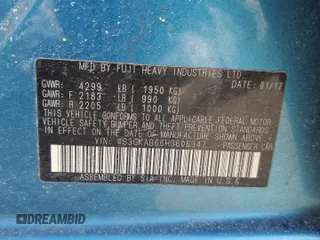 MFD BY FUJI HEAVY INDUSTRIES LTD.
GVWR: 4299 LB (1950 KG) DATE: 01/17
GAWR: F 2183 LB (990 KG)
GAWR: R 2205 LB (1000 KG)
THIS VEHICLE CONFORMS TO ALL APPLICABLE FEDERAL MOTOR
VEHICLE SAFETY, BUMPER, AND THEFT PREVENTION STANDARDS
IN EFFECT ON THE DATE OF MANUFACTURE SHOWN ABOVE.
VIN: 4S3GKAB66H3606347 PASSENGER CAR
ASSEMBLED BY SIA, INC. MADE IN U.S.A.
DREAMBID